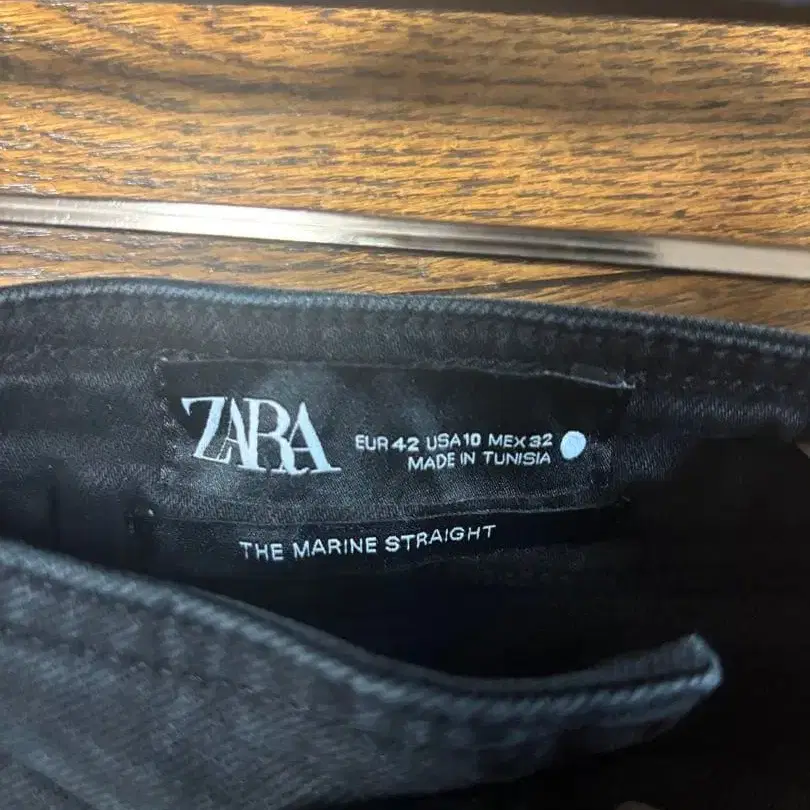 ZARA
EUR 42 USA 10 MEX 32
MADE IN TUNISIA
THE MARINE STRAIGHT